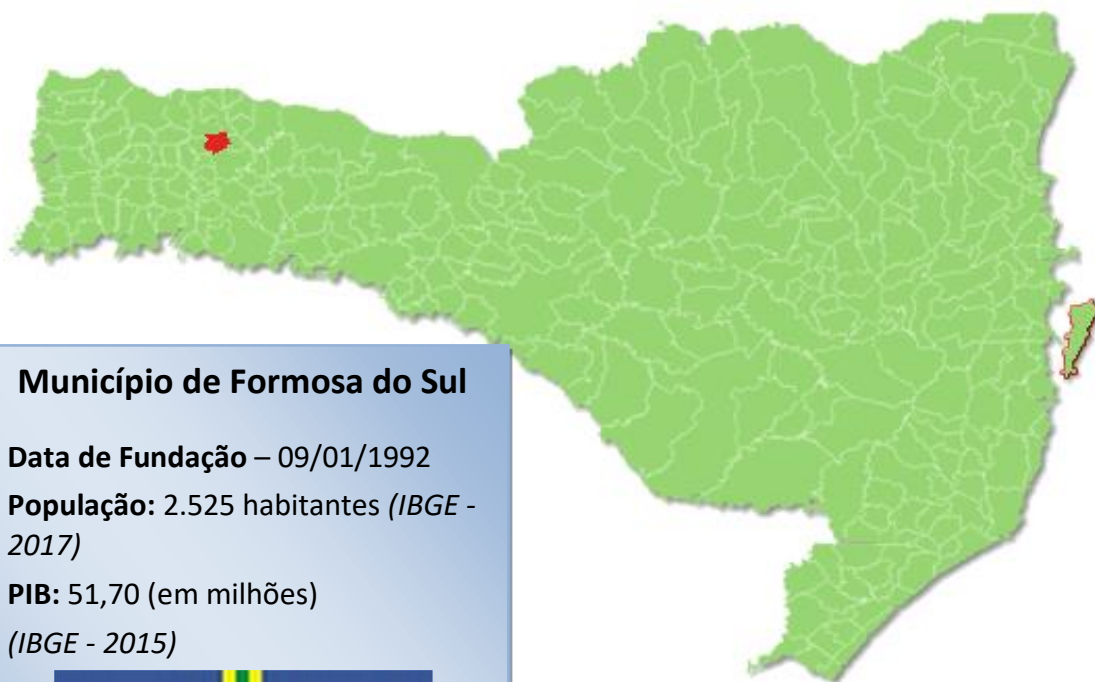 Município de Formosa do Sul
Data de Fundação – 09/01/1992
População: 2.525 habitantes (IBGE -
2017)
PIB: 51,70 (em milhões)
(IBGE - 2015)